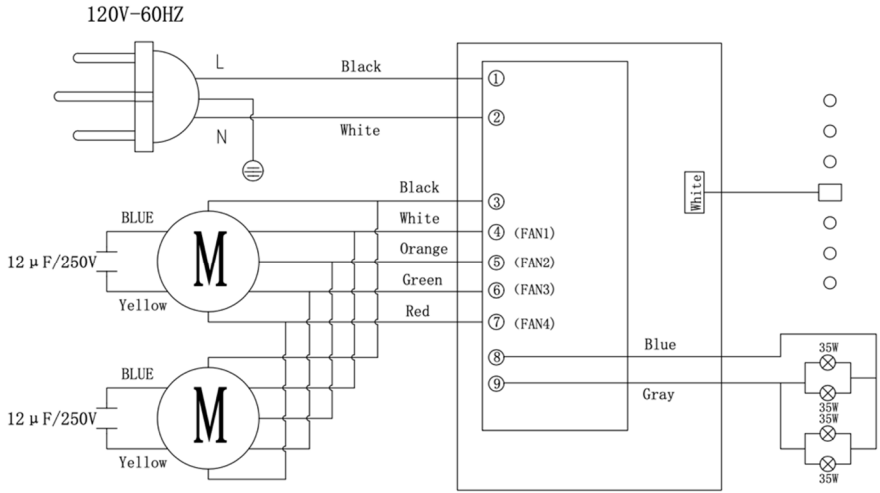 120V-60HZ
L
Black
①
N
White
②
Black
③
White
BLUE
White
④ (FAN1)
12μF/250V
M
Orange
⑤ (FAN2)
Green
⑥ (FAN3)
Yellow
Red
⑦ (FAN4)
Blue
⑧
35W
BLUE
⑨
Gray
35W
35W
12μF/250V
M
Yellow
35W